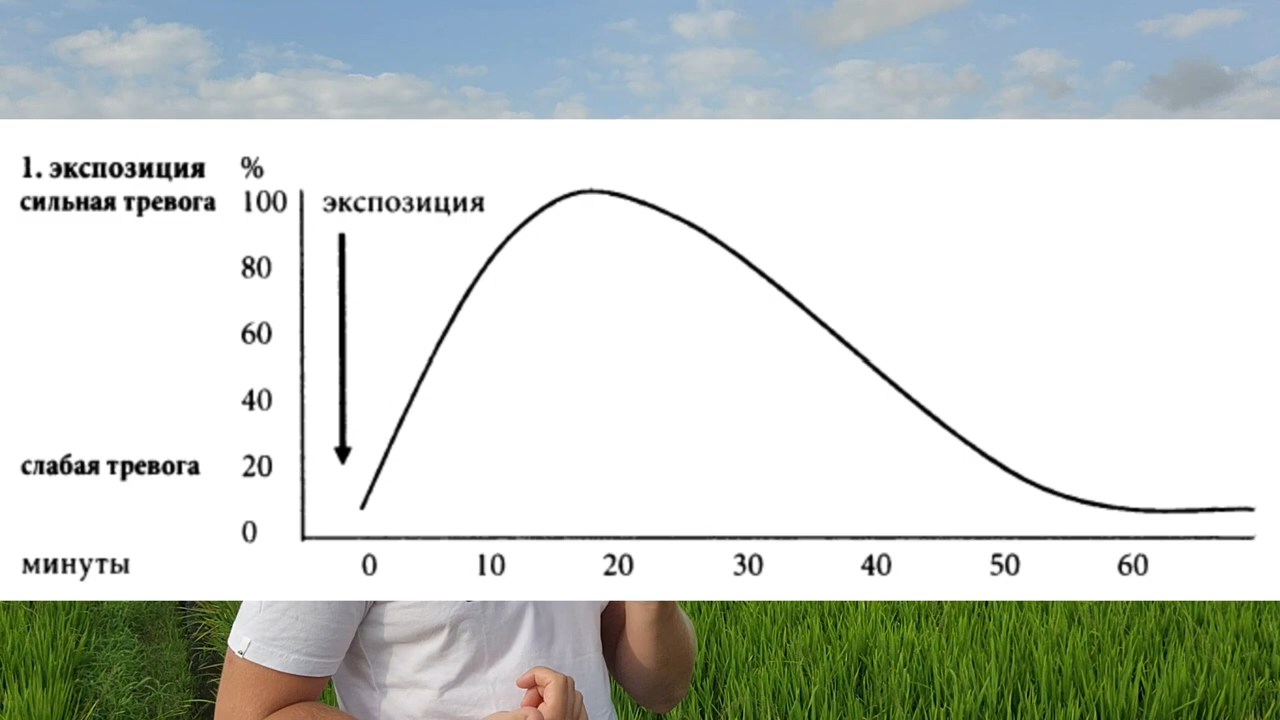 1. экспозиция %
сильная тревога 100 экспозиция
80
60
40
слабая тревога 20
0
минуты 0 10 20 30 40 50 60